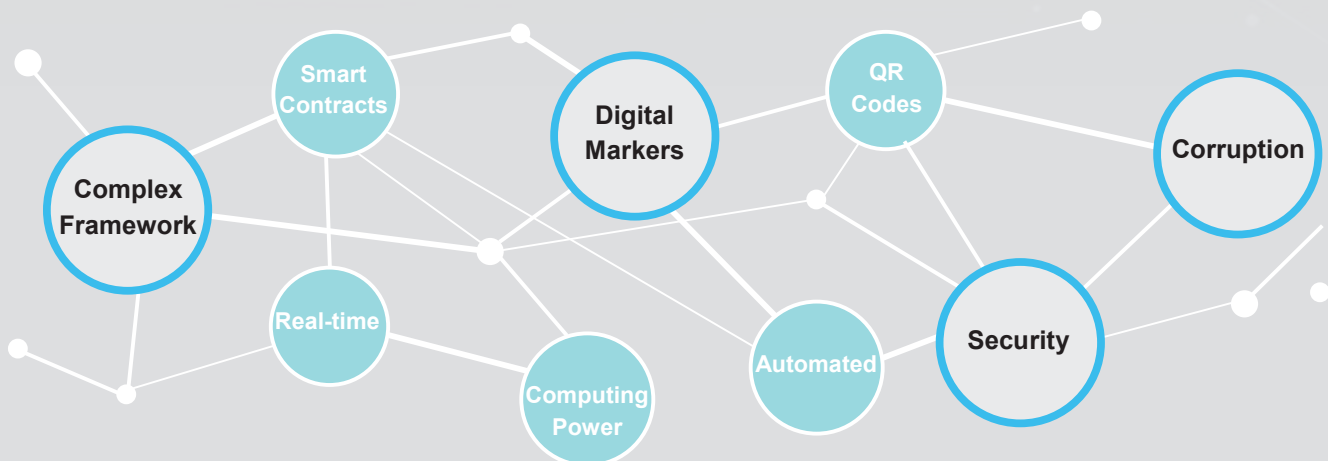 Smart
Contracts
Digital
Markers
QR
Codes
Corruption
Complex
Framework
Real-time
Computing
Power
Automated
Security